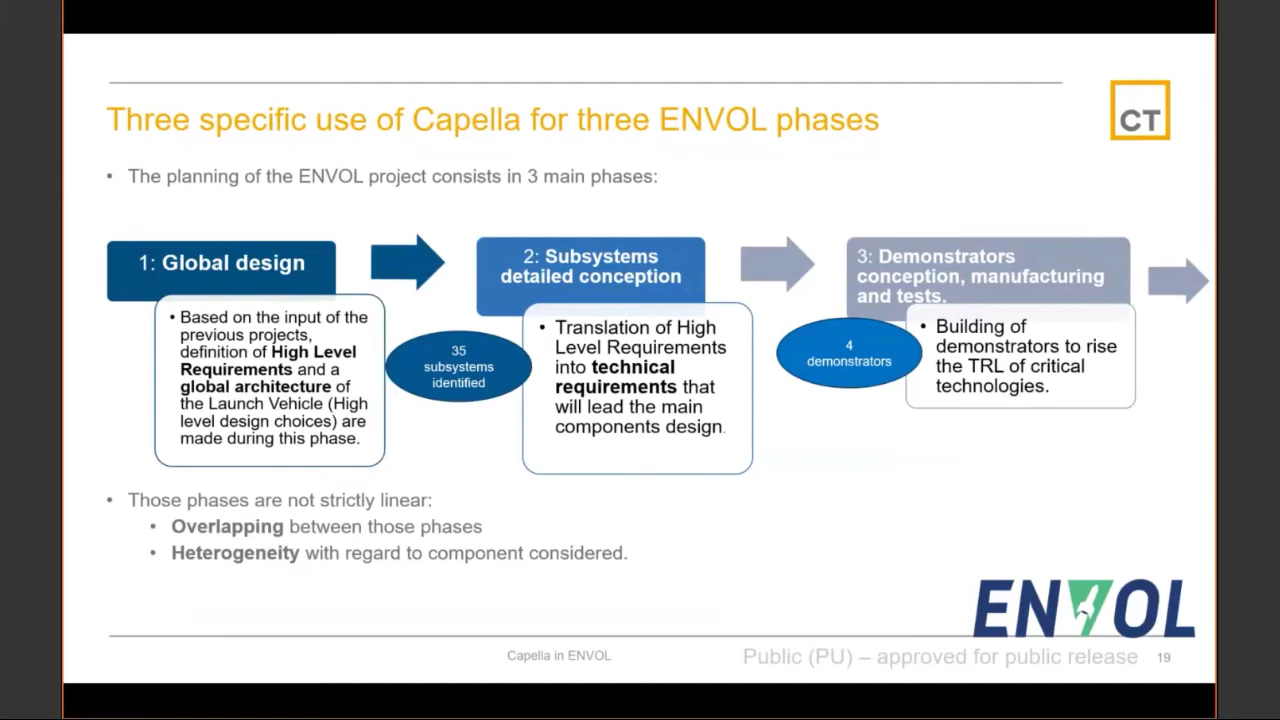 Three specific use of Capella for three ENVOL phases
CT
• The planning of the ENVOL project consists in 3 main phases:
1: Global design
• Based on the input of the
previous projects,
definition of High Level
Requirements and a
global architecture of
the Launch Vehicle (High
level design choices) are
made during this phase.
35
subsystems
identified
2: Subsystems
detailed conception
• Translation of High
Level Requirements
into technical
requirements that
will lead the main
components design.
4
demonstrators
3: Demonstrators
conception, manufacturing
and tests.
• Building of
demonstrators to rise
the TRL of critical
technologies.
• Those phases are not strictly linear:
• Overlapping between those phases
• Heterogeneity with regard to component considered.
ENVOL
Capella in ENVOL
Public (PU) – approved for public release
19